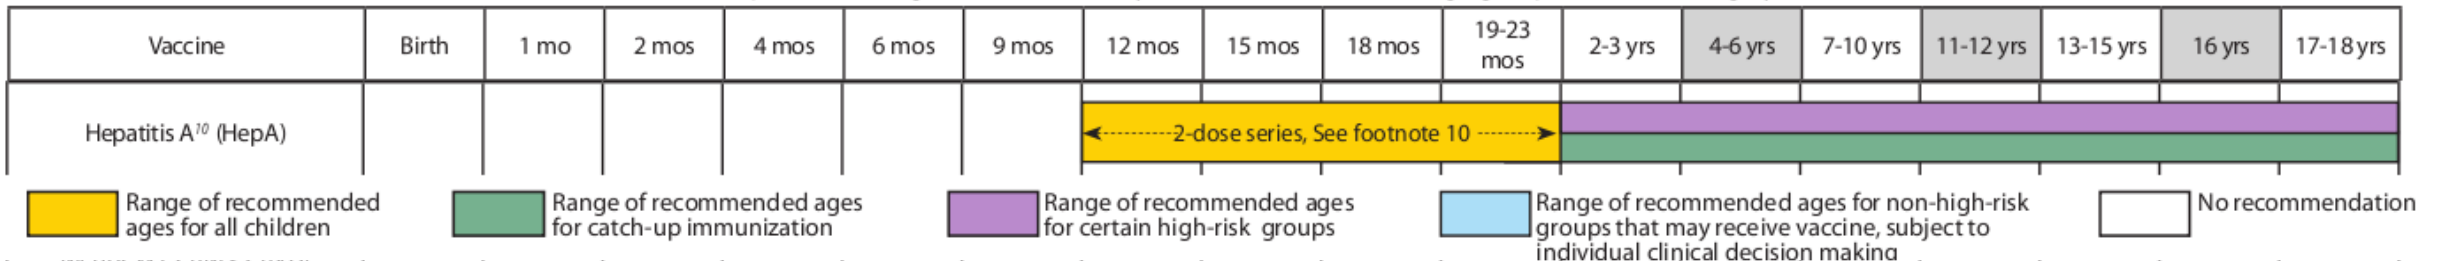 Vaccine Birth 1 mo 2 mos 4 mos 6 mos 9 mos 12 mos 15 mos 18 mos 19-23 mos 2-3 yrs 4-6 yrs 7-10 yrs 11-12 yrs 13-15 yrs 16 yrs 17-18 yrs
Hepatitis A10 (HepA) 2-dose series, See footnote 10
Range of recommended
ages for all children
Range of recommended ages
for catch-up immunization
Range of recommended ages
for certain high-risk groups
Range of recommended ages for non-high-risk
groups that may receive vaccine, subject to
individual clinical decision making
No recommendation